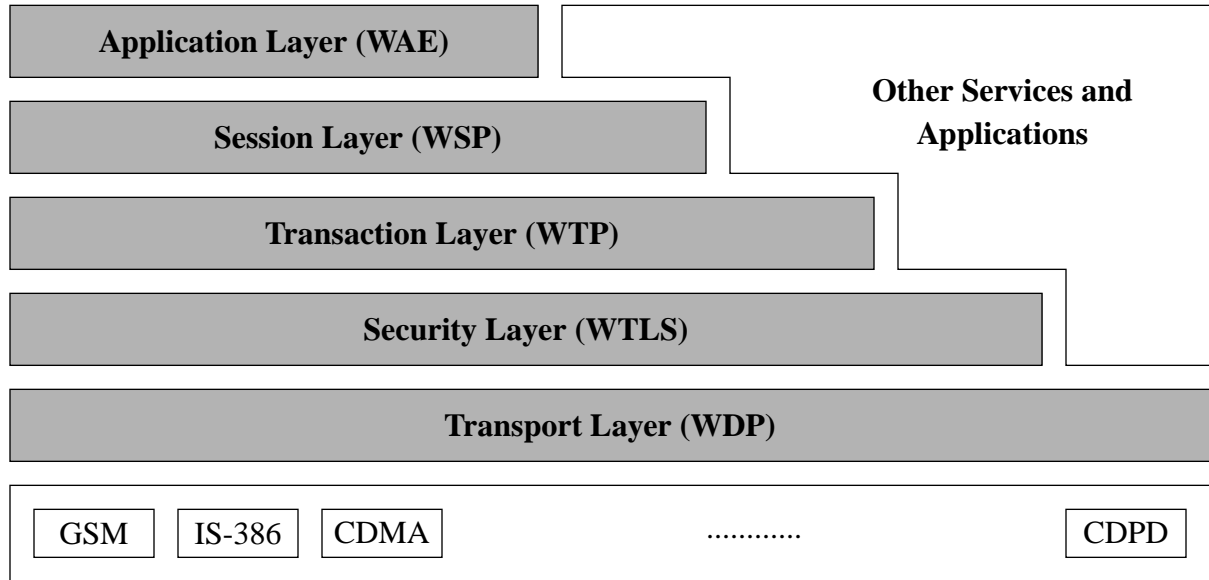 Application Layer (WAE)
Other Services and
Applications
Session Layer (WSP)
Transaction Layer (WTP)
Security Layer (WTLS)
Transport Layer (WDP)
GSM
IS-386
CDMA
............
CDPD